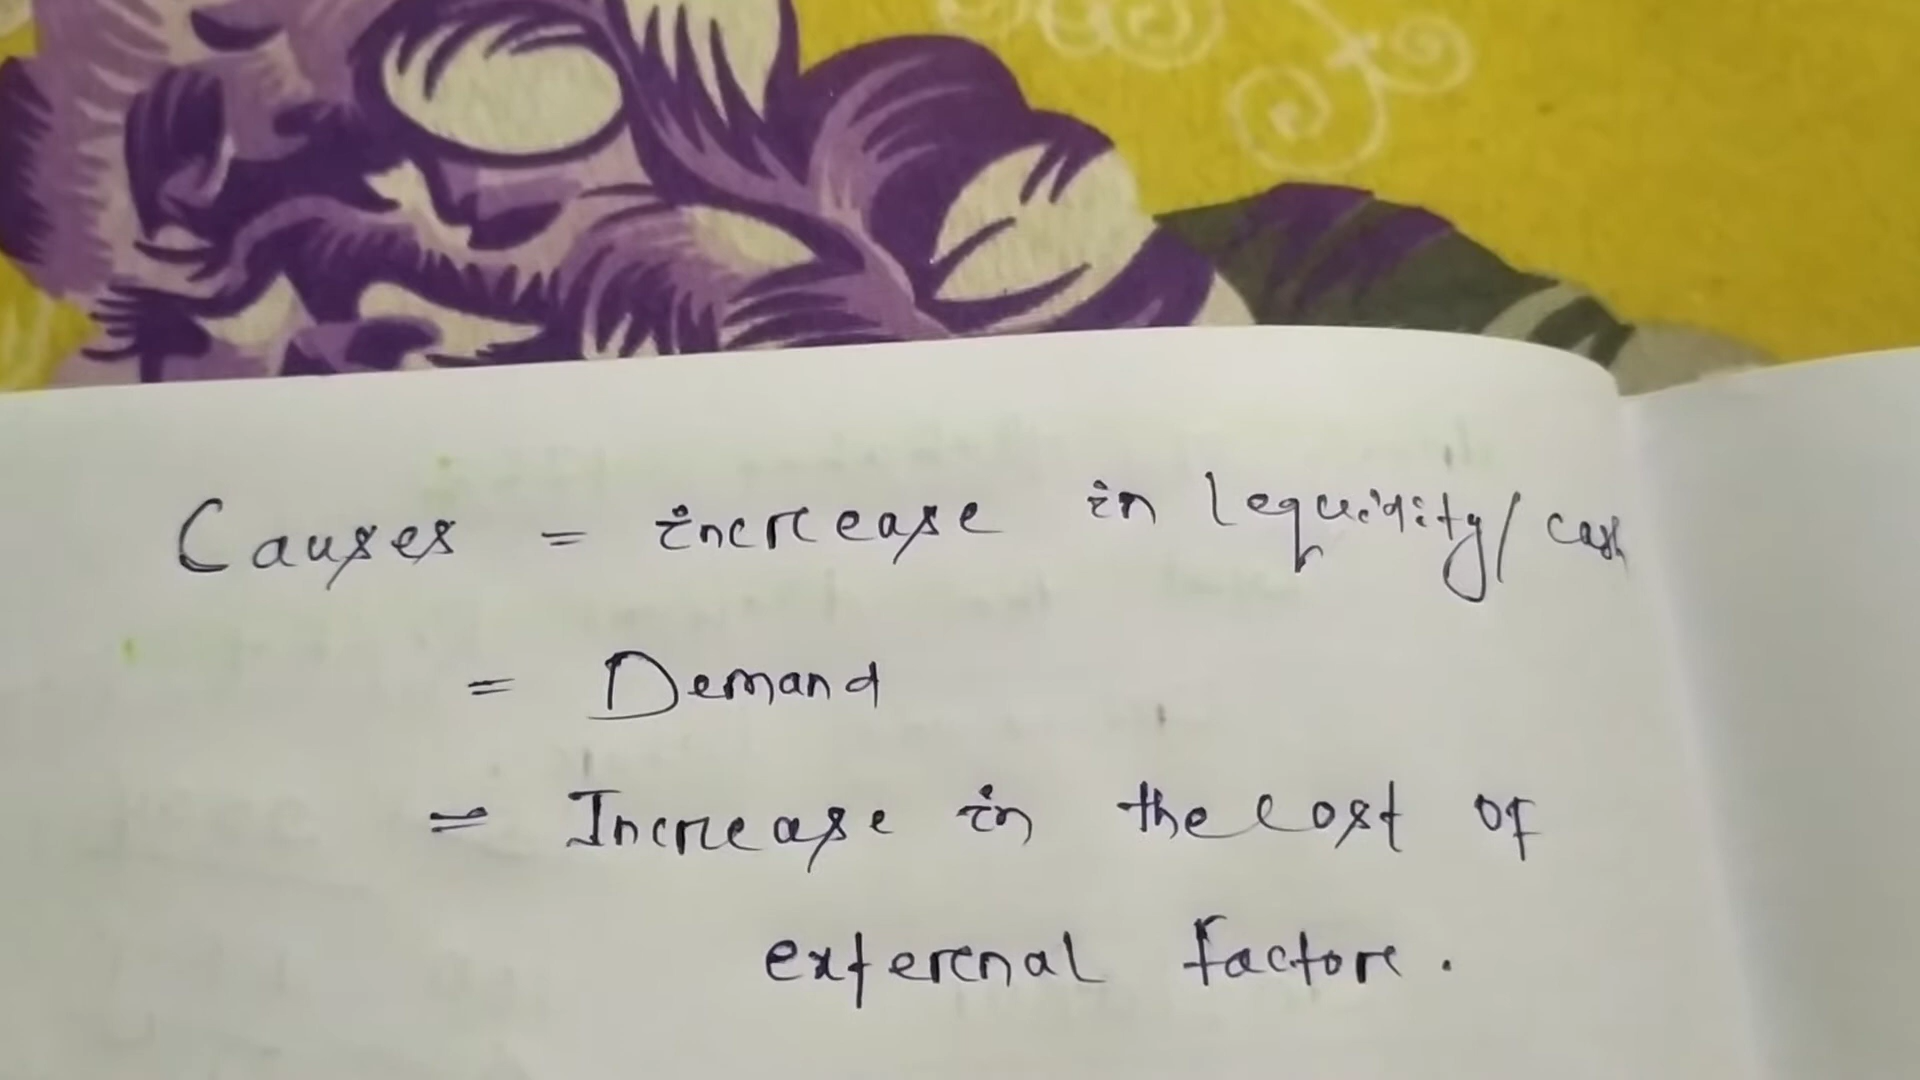 Causes = increase in lequidity/cash
= Demand
= Increase in the cost of
external factor.